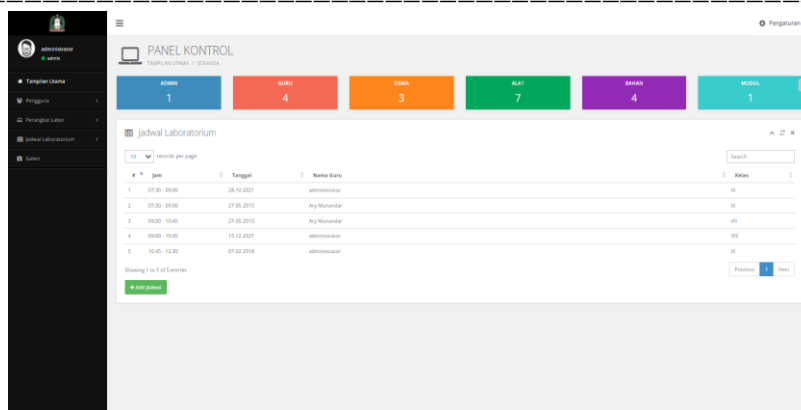 Pengaturan
administrator
admin
PANEL KONTROL
TAMPILAN UTAMA / BERANDA
Tampilan Utama
Pengguna
Perangkat Labor
Jadwal Laboratorium
Galeri
ADMIN GURU SISWA ALAT BAHAN MODUL
1 4 3 7 4 1
Jadwal Laboratorium
10 records per page Search
# Jam Tanggal Nama Guru Kelas
1 07:30 - 09:00 28-10-2021 administrator IX
2 07:30 - 09:00 27-05-2015 Ary Munandar IX
3 09:00 - 10:45 27-05-2015 Ary Munandar VII
4 09:00 - 10:45 15-12-2021 administrator VIII
5 10:45 - 12:30 07-02-2018 administrator IX
Showing 1 to 5 of 5 entries Previous 1 Next
+ Add Jadwal